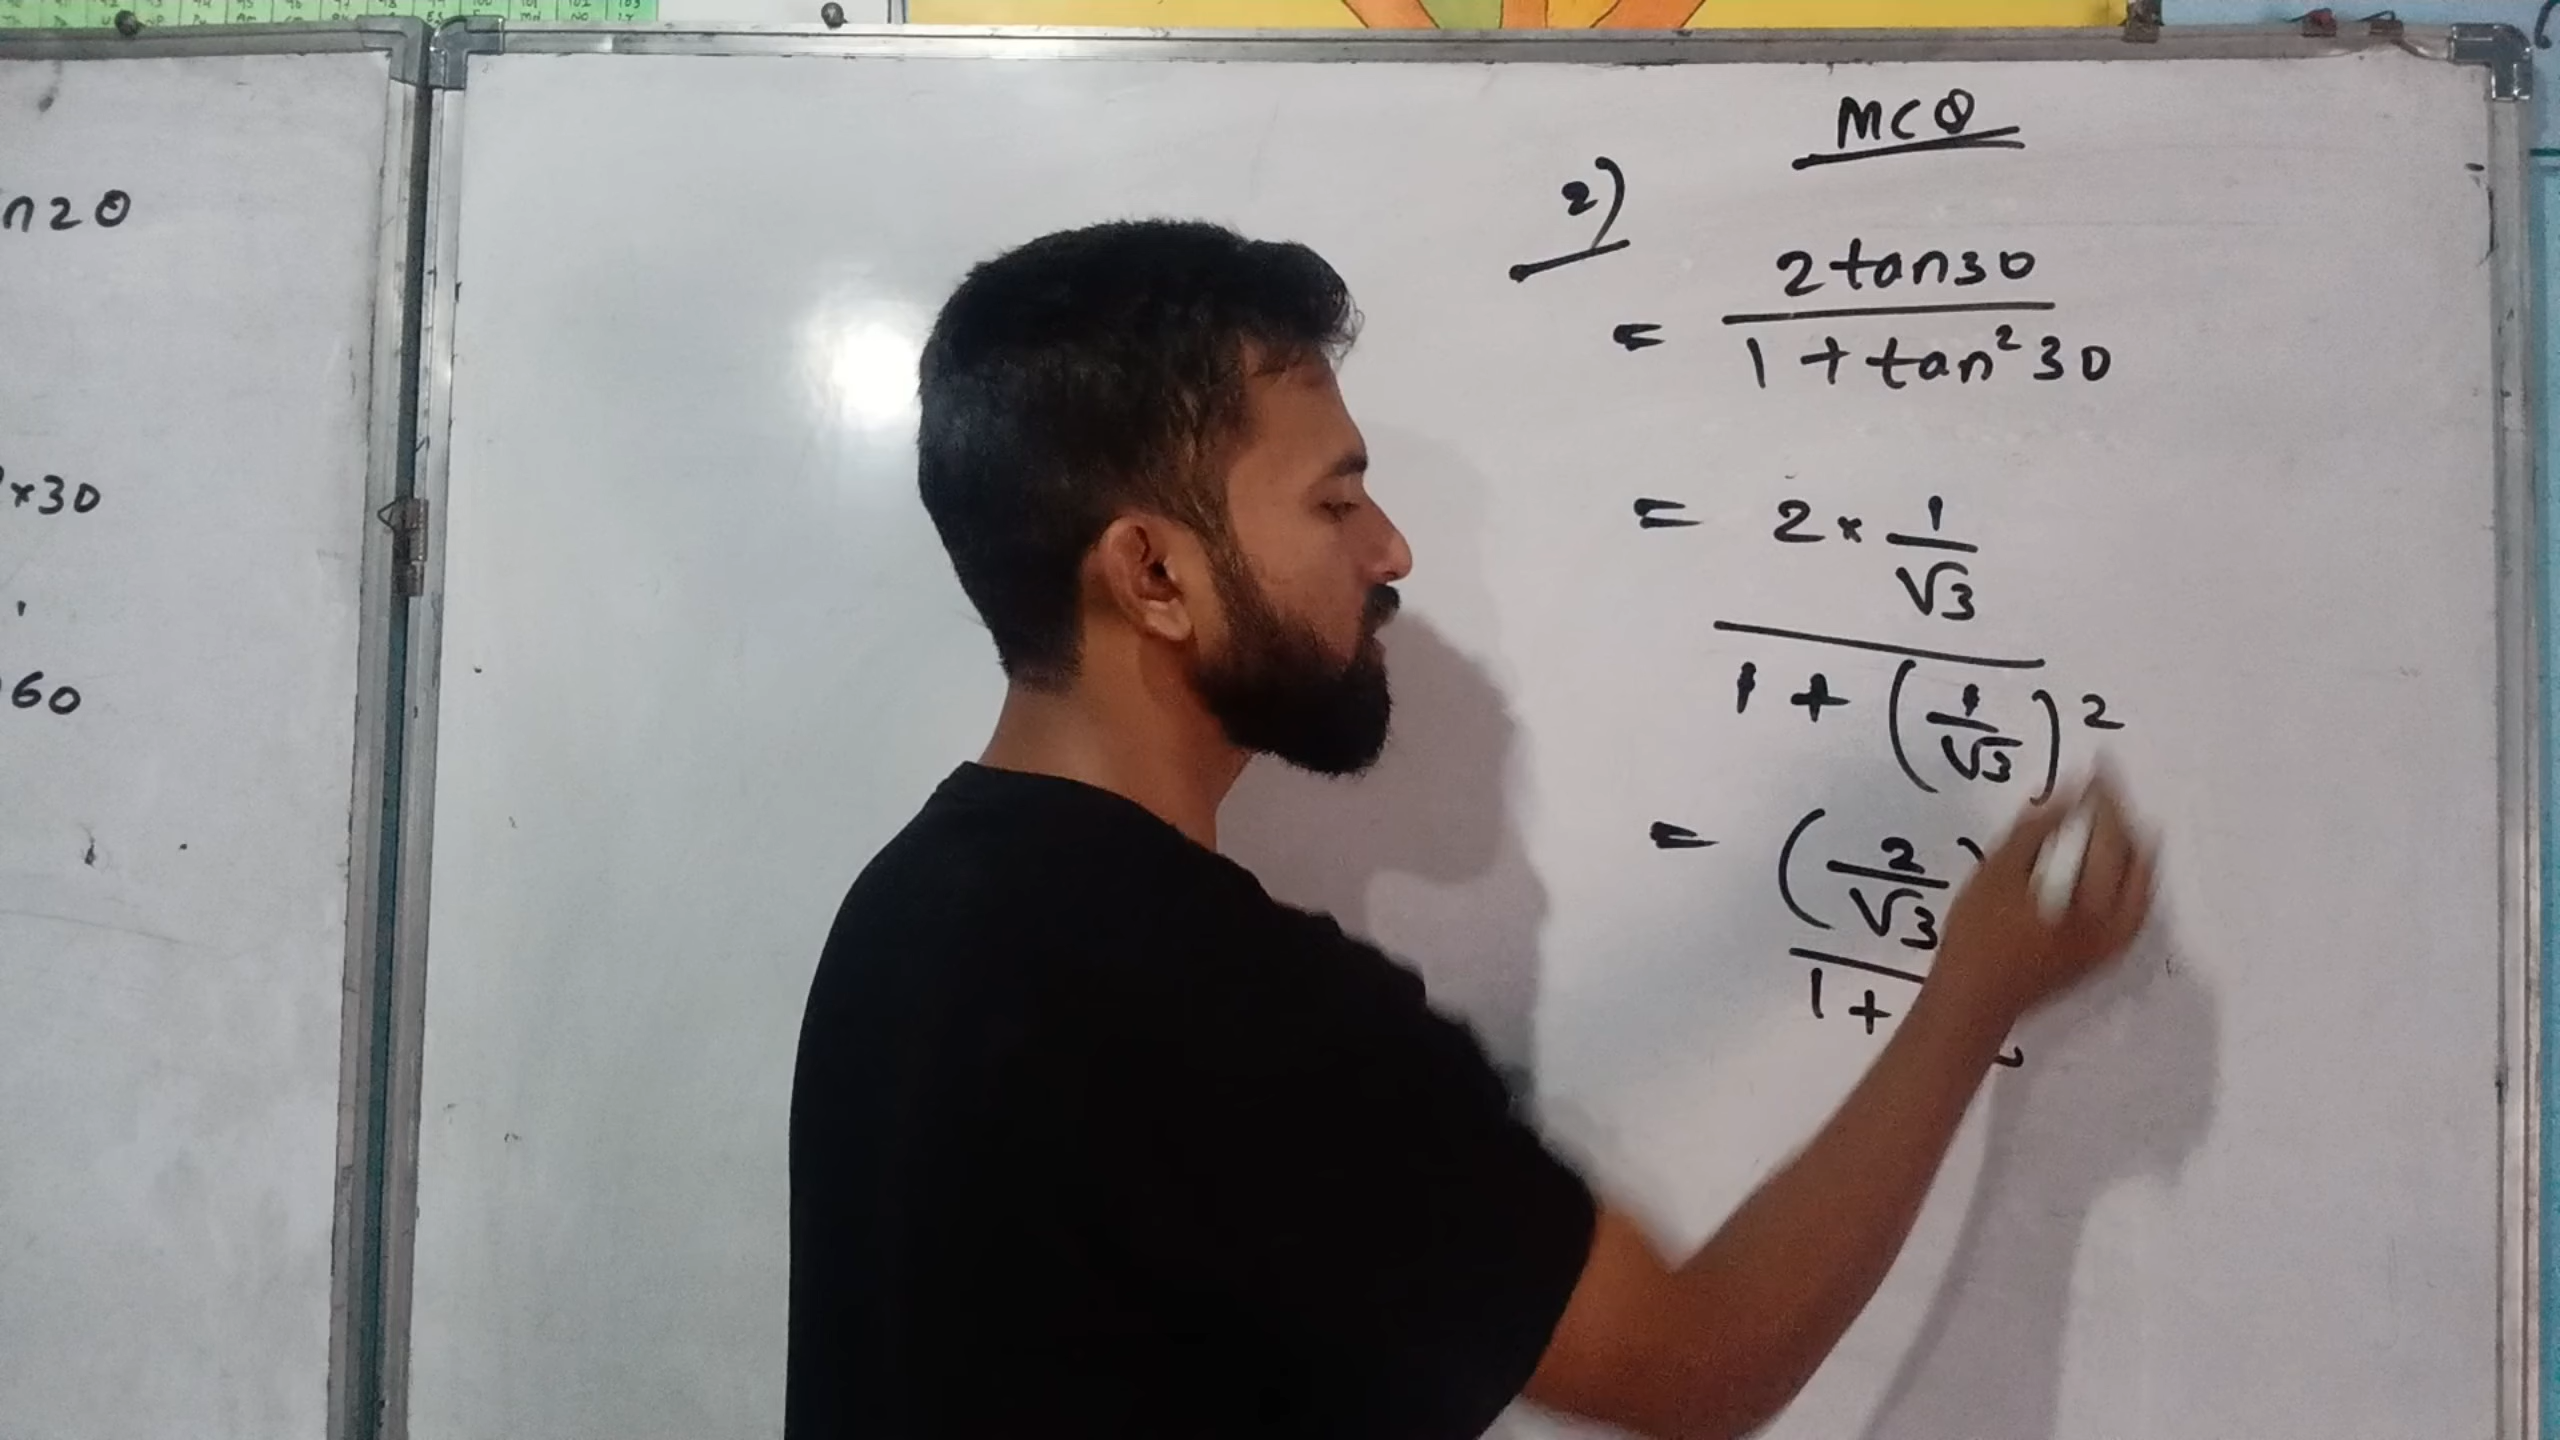 n2θ
×30
60
MCQ
2)
= 2tan30 / 1 + tan²30
= 2 × 1/√3
1 + (1/√3)²
= (2/√3)
1 +